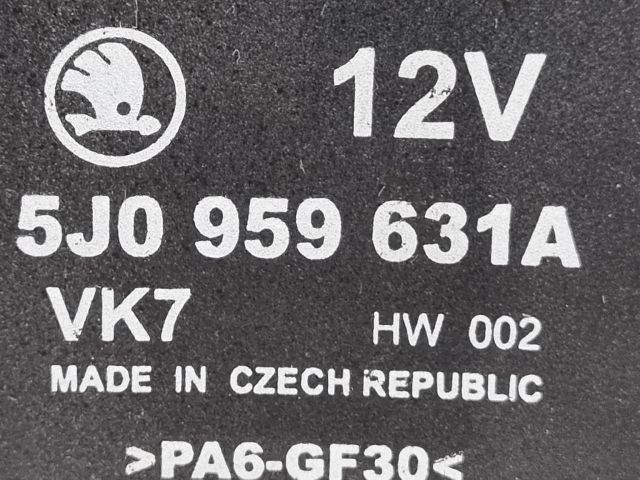 12V
5J0 959 631A
VK7 HW 002
MADE IN CZECH REPUBLIC
>PA6-GF30<